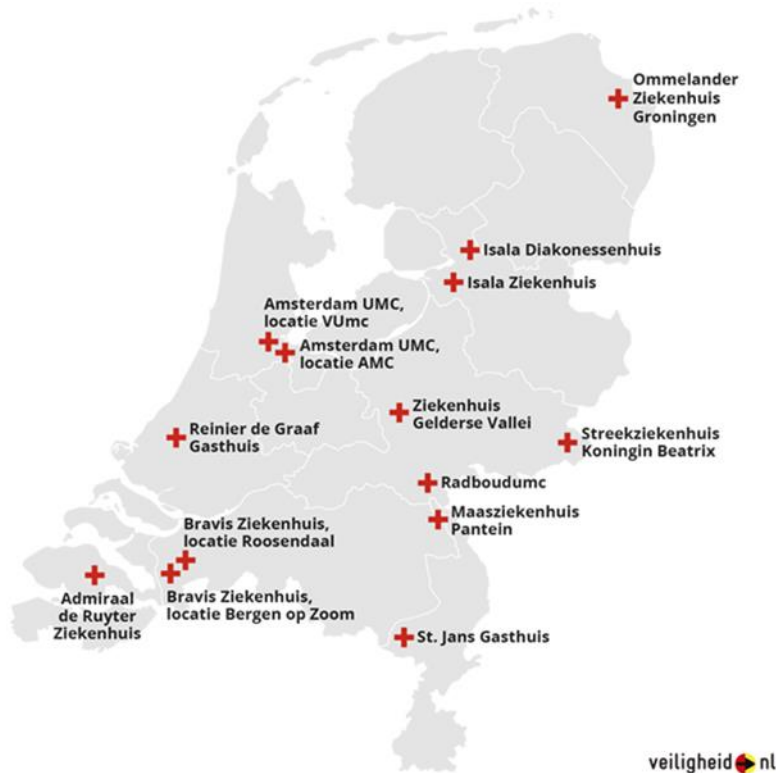 Ommelander
Ziekenhuis
Groningen
Isala Diakonessenhuis
Isala Ziekenhuis
Amsterdam UMC,
locatie VUmc
Amsterdam UMC,
locatie AMC
Ziekenhuis
Gelderse Vallei
Reinier de Graaf
Gasthuis
Streekziekenhuis
Koningin Beatrix
Radboudumc
Maasziekenhuis
Pantein
Bravis Ziekenhuis,
locatie Roosendaal
Bravis Ziekenhuis,
locatie Bergen op Zoom
Admiraal
de Ruyter
Ziekenhuis
St. Jans Gasthuis
veiligheid nl